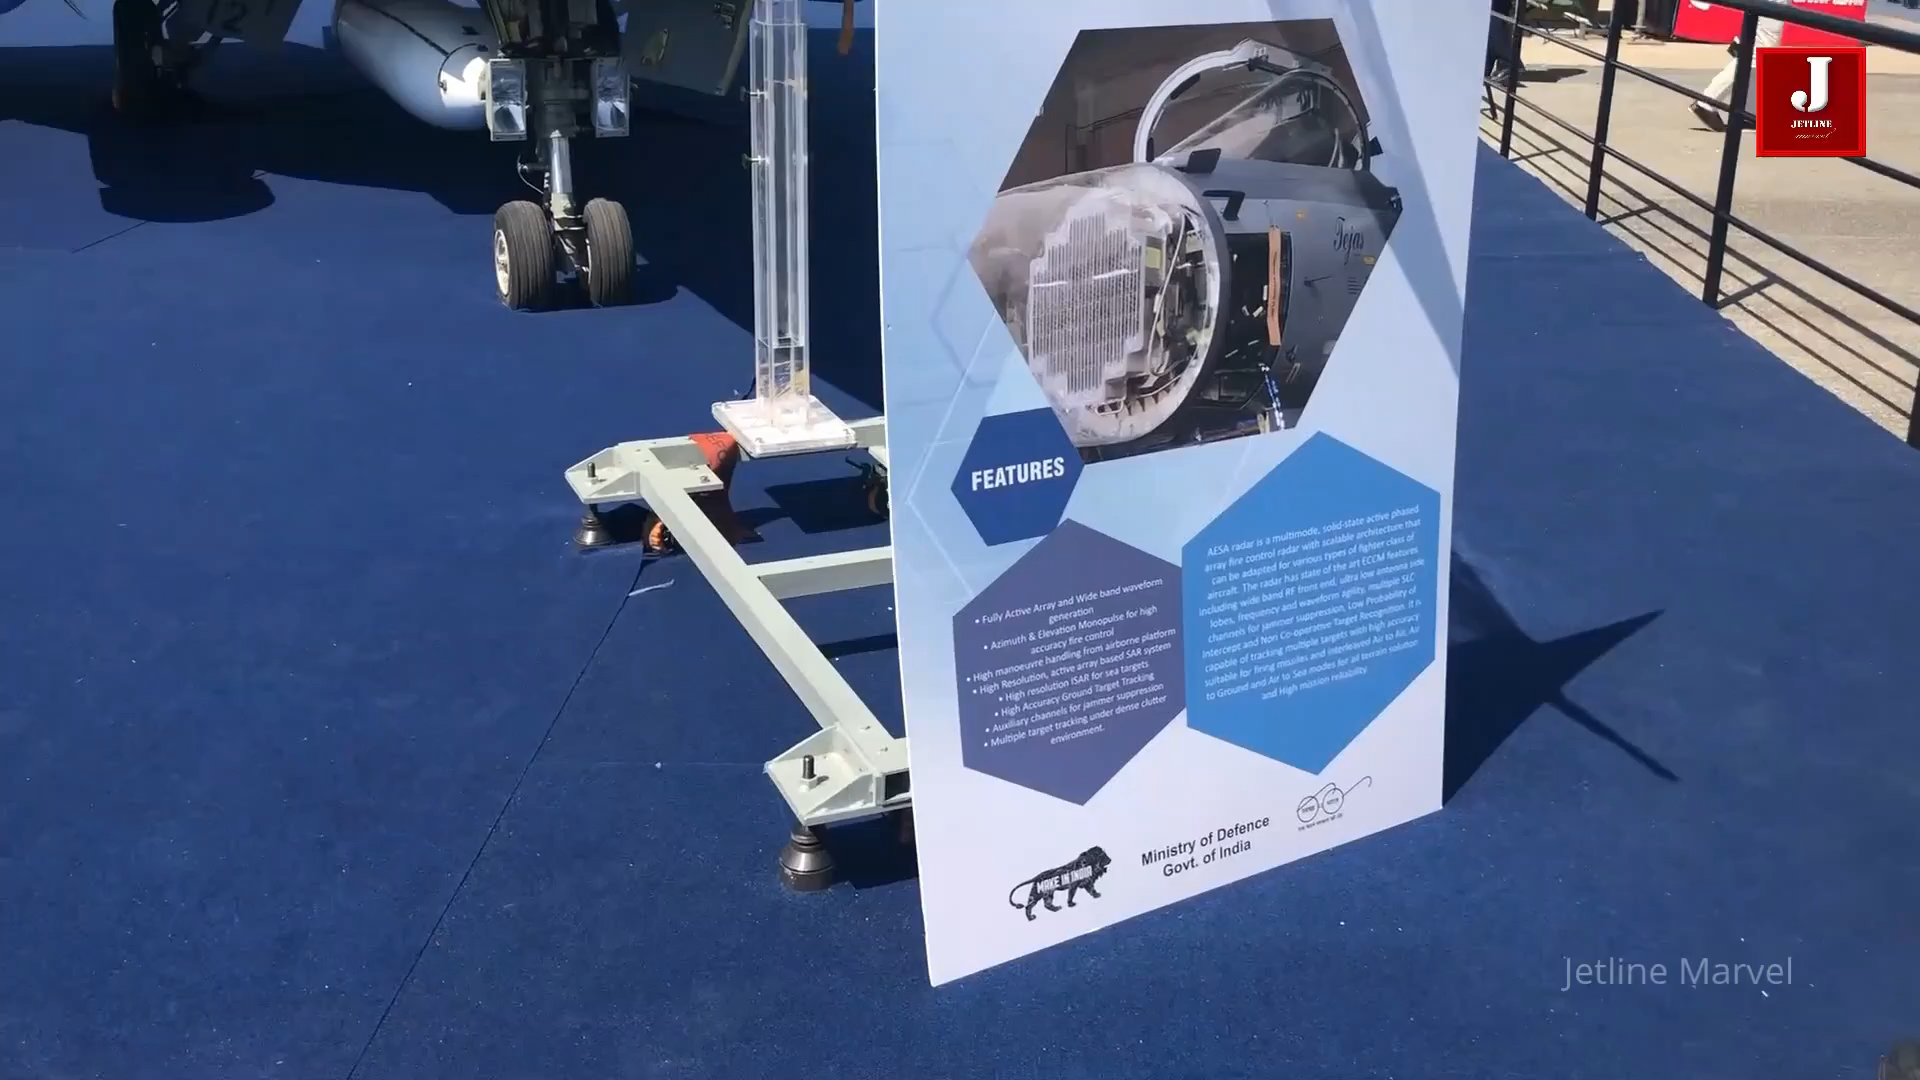 12
J
JETLINE
marvel
Tejas
FEATURES
• Fully Active Array and Wide band waveform
generation
• Azimuth & Elevation Monopulse for high
accuracy fire control
• High manoeuvre handling from airborne platform
• High Resolution, active array based SAR system
• High resolution ISAR for sea targets
• High Accuracy Ground Target Tracking
• Auxiliary channels for jammer suppression
• Multiple target tracking under dense clutter
environment.
AESA radar is a multimode, solid-state active phased
array fire control radar with scalable architecture that
can be adapted for various types of fighter class of
aircraft. The radar has state of the art ECCM features
including wide band RF front end, ultra low antenna side
lobes, frequency and waveform agility, multiple SLC
channels for jammer suppression, Low Probability of
Intercept and Non Co-operative Target Recognition. It is
capable of tracking multiple targets with high accuracy
suitable for firing missiles and interleaved Air to Air, Air
to Ground and Air to Sea modes for all terrain solution
and High mission reliability
MAKE IN INDIA
Ministry of Defence
Govt. of India
Jetline Marvel